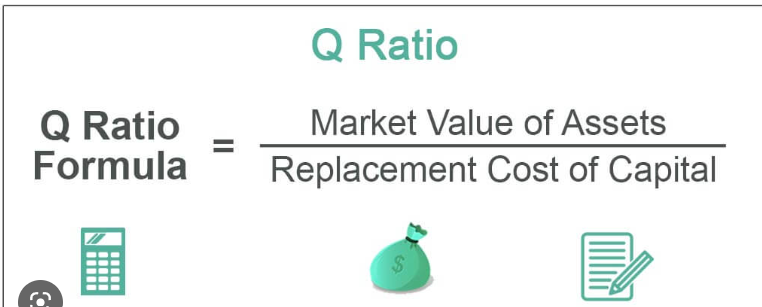 Q Ratio
Q Ratio
Formula
=
Market Value of Assets
Replacement Cost of Capital
$